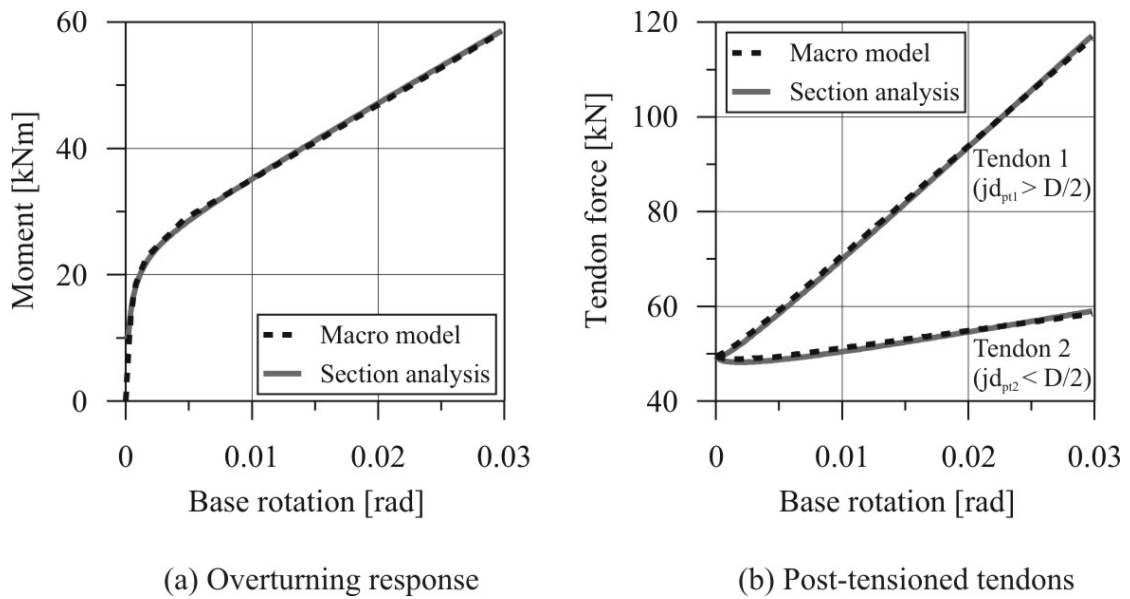 60
40
20
0
Moment [kNm]
Macro model
Section analysis
0 0.01 0.02 0.03
Base rotation [rad]
(a) Overturning response
120
100
80
60
40
Tendon force [kN]
Macro model
Section analysis
Tendon 1
(jd_pt1 > D/2)
Tendon 2
(jd_pt2 < D/2)
0 0.01 0.02 0.03
Base rotation [rad]
(b) Post-tensioned tendons